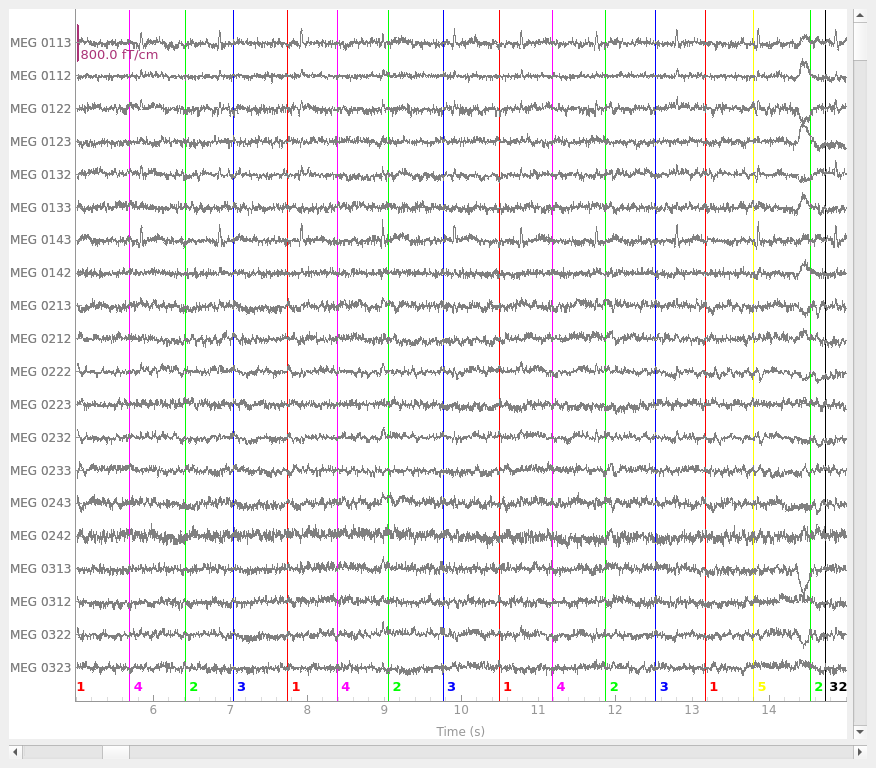 MEG 0113
800.0 fT/cm
MEG 0112
MEG 0122
MEG 0123
MEG 0132
MEG 0133
MEG 0143
MEG 0142
MEG 0213
MEG 0212
MEG 0222
MEG 0223
MEG 0232
MEG 0233
MEG 0243
MEG 0242
MEG 0313
MEG 0312
MEG 0322
MEG 0323
1 4 2 3 1 4 2 3 1 4 2 3 1 5 2 32
6 7 8 9 10 11 12 13 14
Time (s)